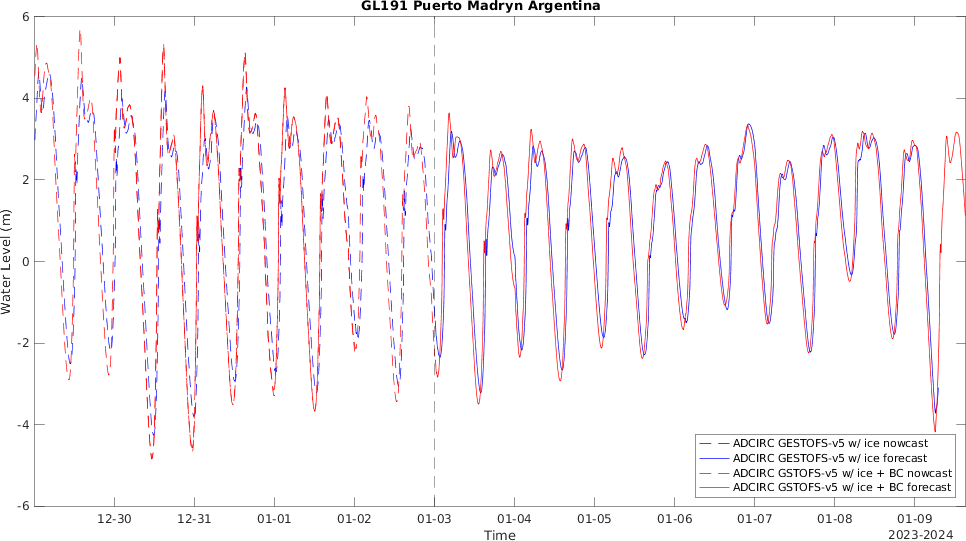 GL191 Puerto Madryn Argentina
6
4
2
0
-2
-4
-6
Water Level (m)
ADCIRC GESTOFS-v5 w/ ice nowcast
ADCIRC GESTOFS-v5 w/ ice forecast
ADCIRC GSTOFS-v5 w/ ice + BC nowcast
ADCIRC GSTOFS-v5 w/ ice + BC forecast
12-30 12-31 01-01 01-02 01-03 01-04 01-05 01-06 01-07 01-08 01-09
Time
2023-2024